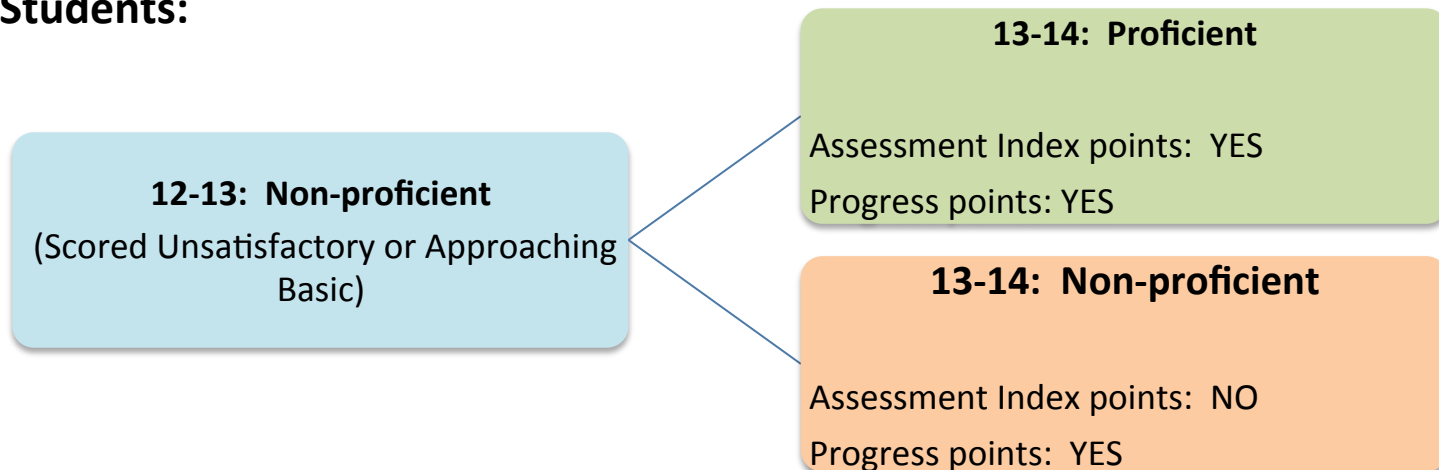 Students:
12-13: Non-proficient
(Scored Unsatisfactory or Approaching
Basic)
13-14: Proficient
Assessment Index points: YES
Progress points: YES
13-14: Non-proficient
Assessment Index points: NO
Progress points: YES